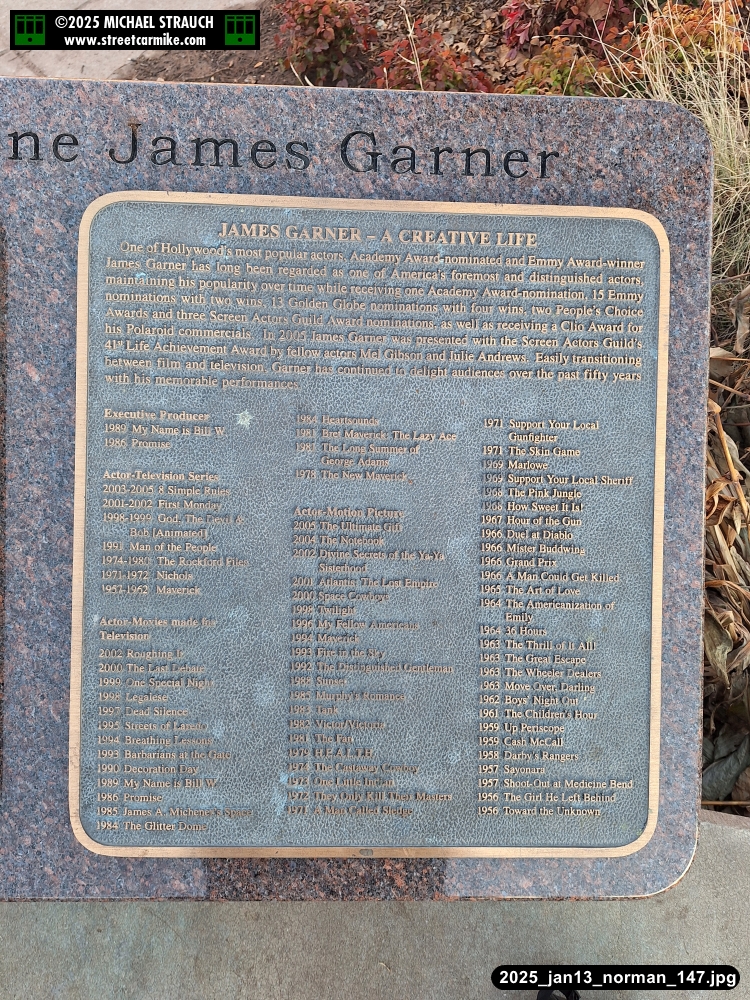 ©2025 MICHAEL STRAUCH
www.streetcarmike.com
ne James Garner
JAMES GARNER – A CREATIVE LIFE
One of Hollywood's most popular actors, Academy Award-nominated and Emmy Award-winner
James Garner has long been regarded as one of America's foremost and distinguished actors,
maintaining his popularity over time while receiving one Academy Award-nomination, 15 Emmy
nominations with two wins, 13 Golden Globe nominations with four wins, two People's Choice
Awards and three Screen Actors Guild Award nominations, as well as receiving a Clio Award for
his Polaroid commercials. In 2005 James Garner was presented with the Screen Actors Guild's
41st Life Achievement Award by fellow actors Mel Gibson and Julie Andrews. Easily transitioning
between film and television, Garner has continued to delight audiences over the past fifty years
with his memorable performances.
Executive Producer
1989 My Name is Bill W
1986 Promise
Actor-Television Series
2003-2005 8 Simple Rules
2001-2002 First Monday
1998-1999 God, The Devil &
Bob [Animated]
1991 Man of the People
1974-1980 The Rockford Files
1971-1972 Nichols
1957-1962 Maverick
Actor-Movies made for
Television
2002 Roughing It
2000 The Last Debate
1999 One Special Night
1998 Legalese
1997 Dead Silence
1995 Streets of Laredo
1994 Breathing Lessons
1993 Barbarians at the Gate
1990 Decoration Day
1989 My Name is Bill W
1986 Promise
1985 James A. Michener's Space
1984 The Glitter Dome
1984 Heartsounds
1981 Bret Maverick: The Lazy Ace
1981 The Long Summer of
George Adams
1978 The New Maverick
Actor-Motion Picture
2005 The Ultimate Gift
2004 The Notebook
2002 Divine Secrets of the Ya-Ya
Sisterhood
2001 Atlantis: The Lost Empire
2000 Space Cowboys
1998 Twilight
1996 My Fellow Americans
1994 Maverick
1993 Fire in the Sky
1992 The Distinguished Gentleman
1988 Sunset
1985 Murphy's Romance
1983 Tank
1982 Victor/Victoria
1981 The Fan
1979 H.E.A.L.T.H.
1974 The Castaway Cowboy
1973 One Little Indian
1972 They Only Kill Their Masters
1971 A Man Called Sledge
1971 Support Your Local
Gunfighter
1971 The Skin Game
1969 Marlowe
1969 Support Your Local Sheriff
1968 The Pink Jungle
1968 How Sweet It Is!
1967 Hour of the Gun
1966 Duel at Diablo
1966 Mister Buddwing
1966 Grand Prix
1966 A Man Could Get Killed
1965 The Art of Love
1964 The Americanization of
Emily
1964 36 Hours
1963 The Thrill of It All
1963 The Great Escape
1963 The Wheeler Dealers
1963 Move Over, Darling
1962 Boys' Night Out
1961 The Children's Hour
1959 Up Periscope
1959 Cash McCall
1958 Darby's Rangers
1957 Sayonara
1957 Shoot-Out at Medicine Bend
1956 The Girl He Left Behind
1956 Toward the Unknown
2025_jan13_norman_147.jpg